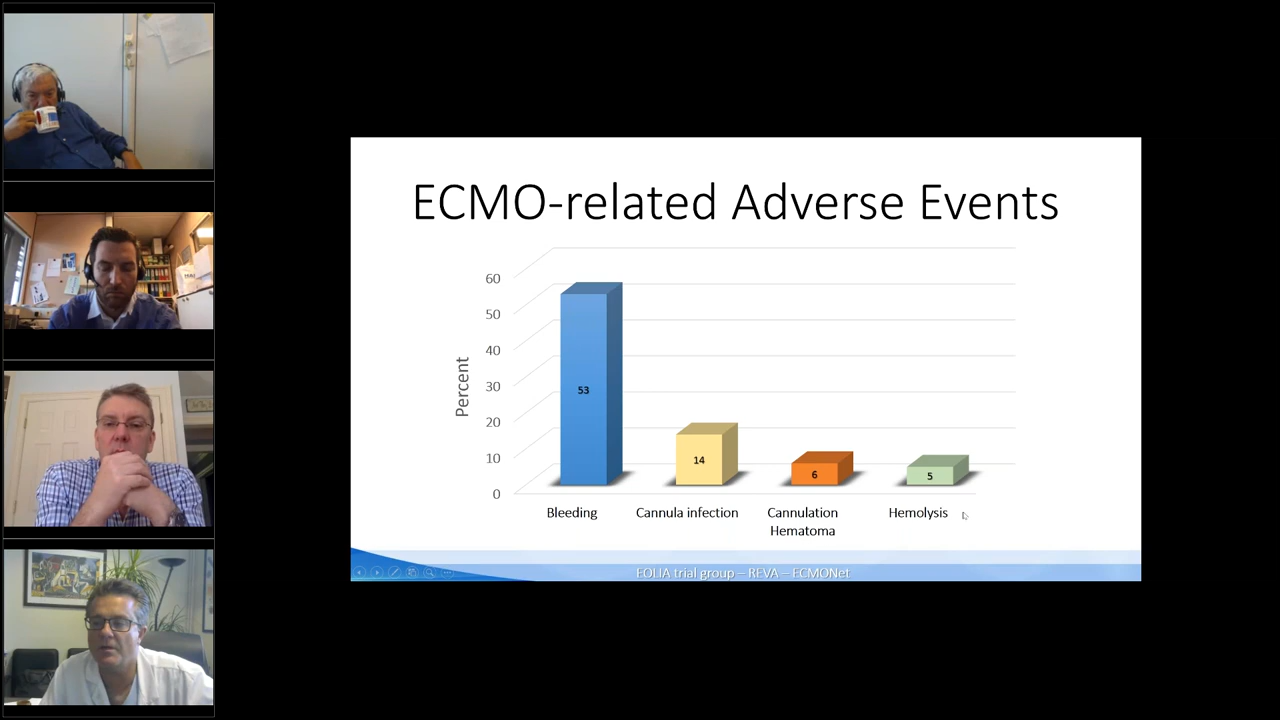 ECMO-related Adverse Events
60
50
40
30
20
10
0
Percent
53
14
6
5
Bleeding
Cannula infection
Cannulation
Hematoma
Hemolysis
EOLIA trial group – REVA – ECMONet